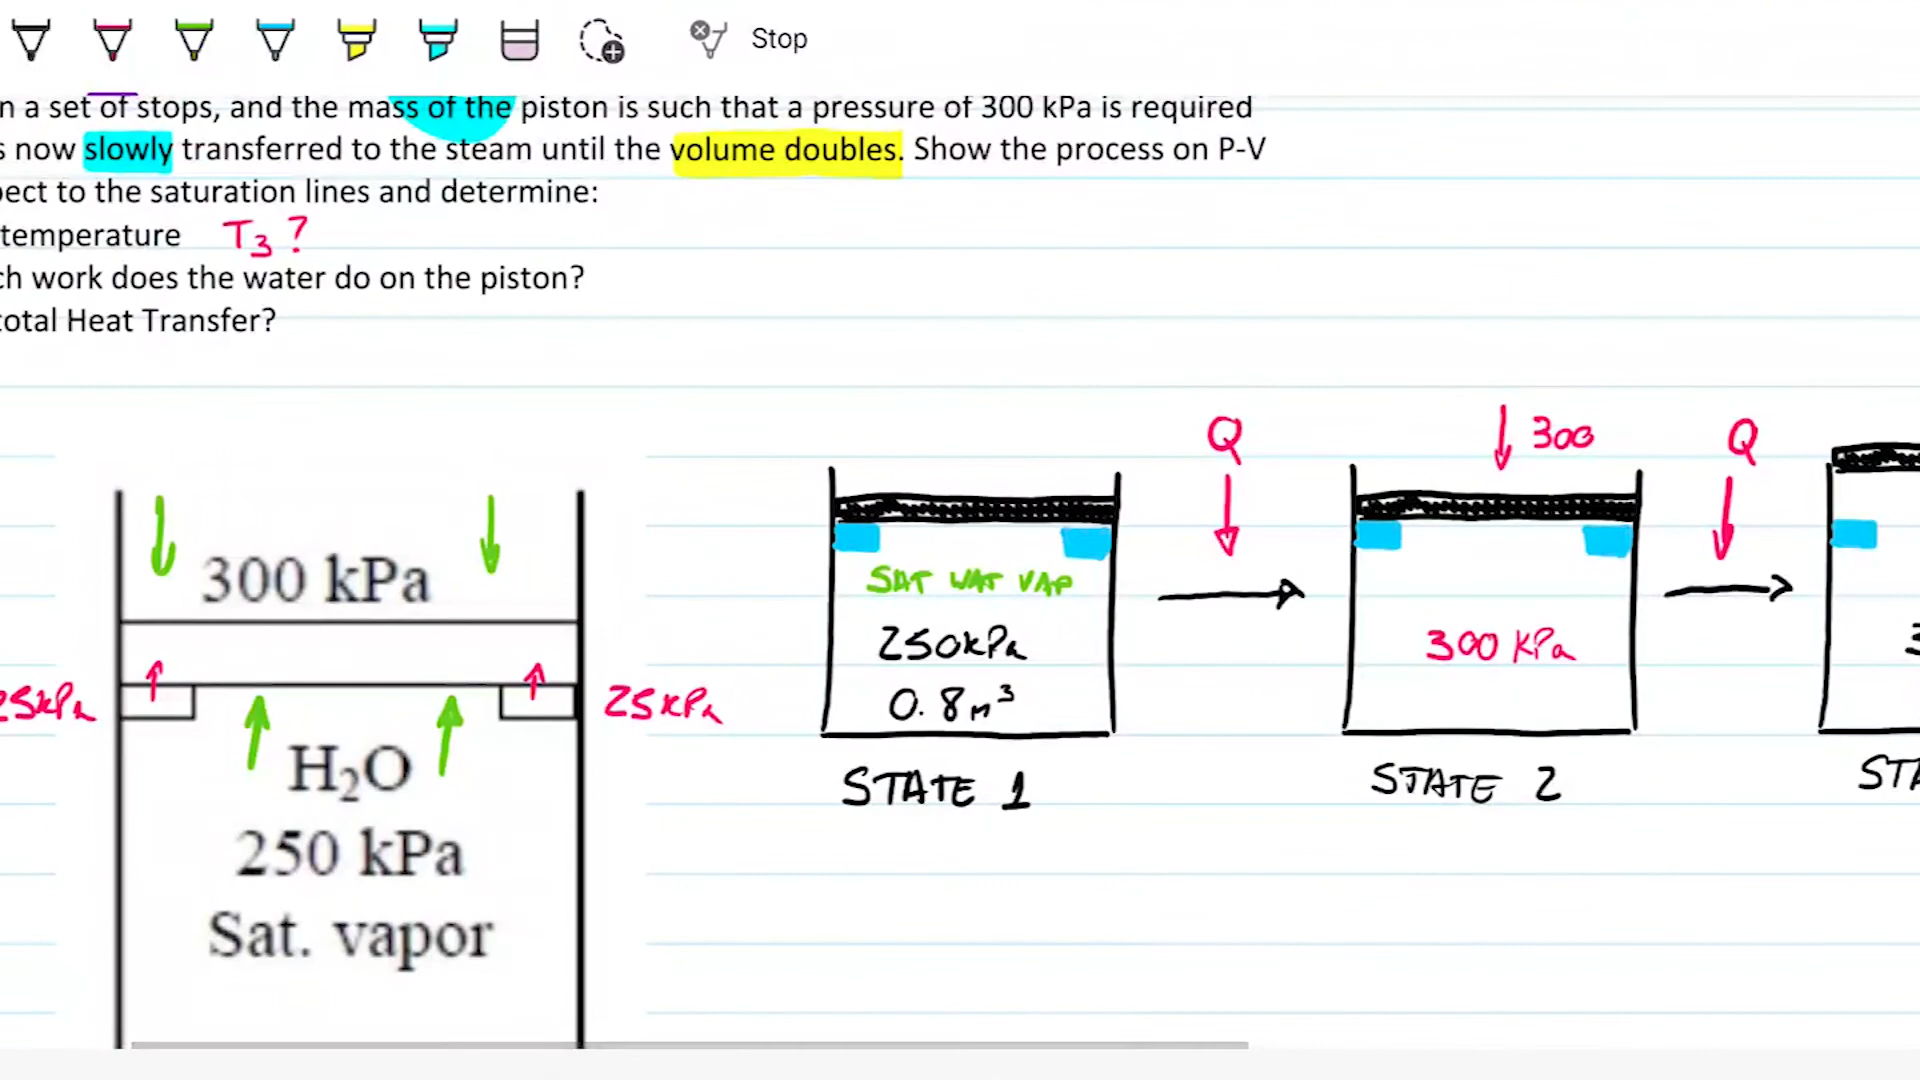 Stop
n a set of stops, and the mass of the piston is such that a pressure of 300 kPa is required
s now slowly transferred to the steam until the volume doubles. Show the process on P-V
pect to the saturation lines and determine:
temperature T3 ?
ch work does the water do on the piston?
total Heat Transfer?
300 kPa
25kPa
25kPa
H₂O
250 kPa
Sat. vapor
SAT WAT VAP
250kPa
0.8m³
STATE 1
Q
300
300 KPa
STATE 2
Q
3
STA